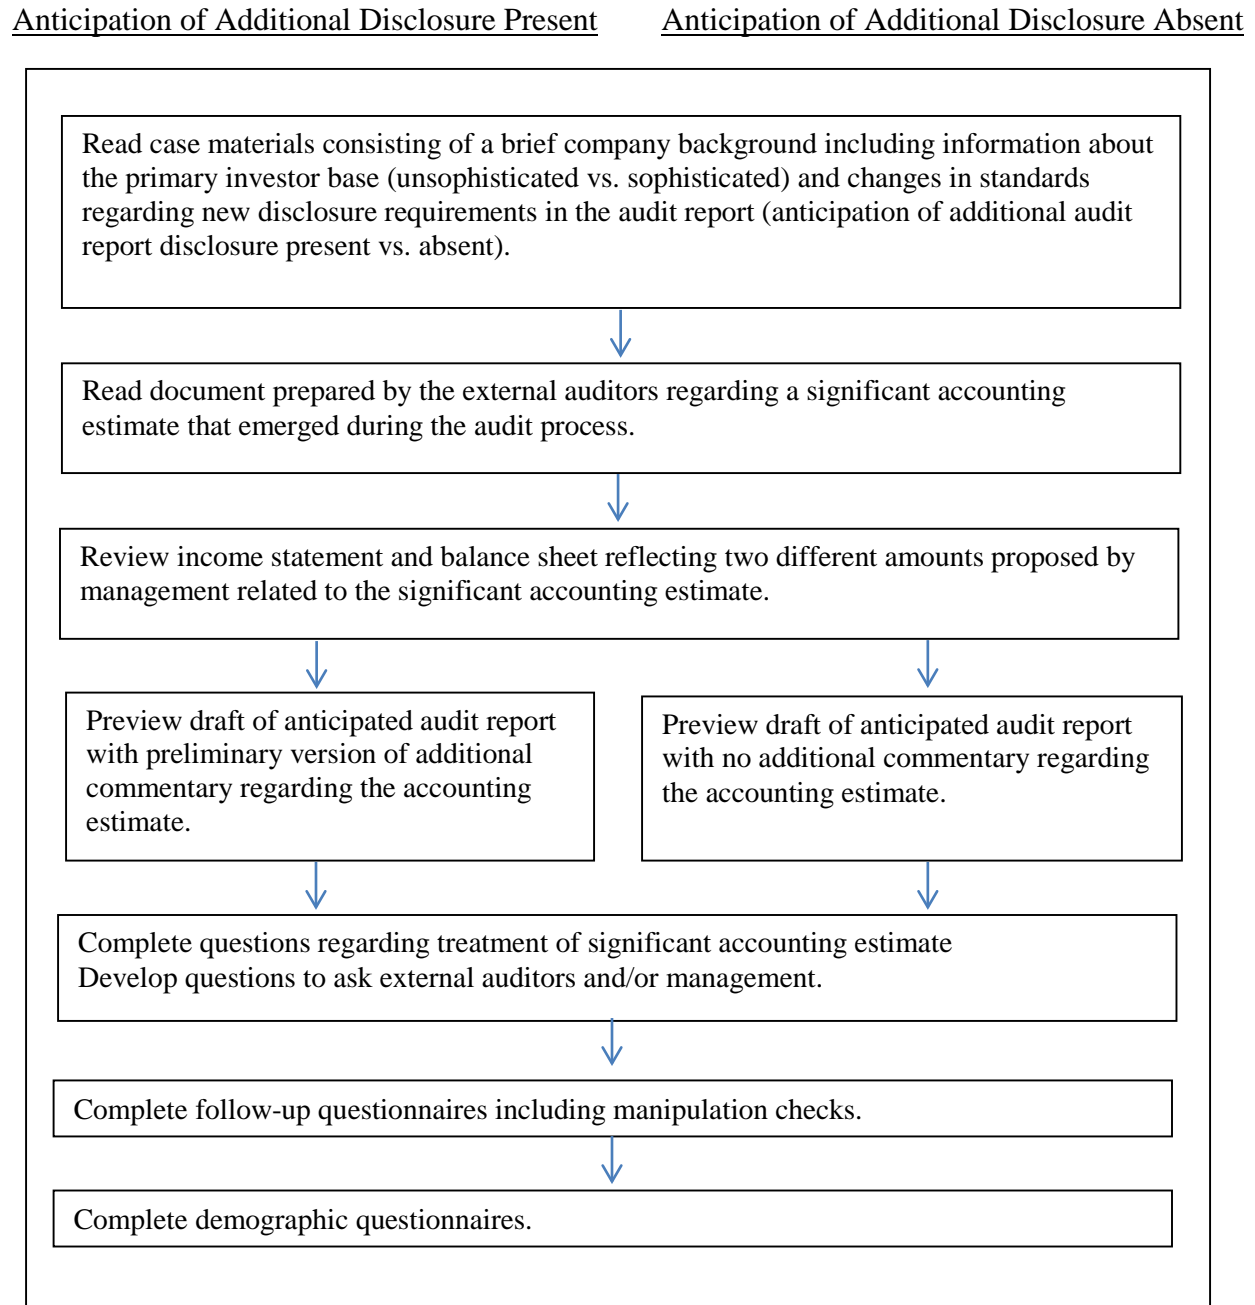 Anticipation of Additional Disclosure Present
Anticipation of Additional Disclosure Absent
Read case materials consisting of a brief company background including information about
the primary investor base (unsophisticated vs. sophisticated) and changes in standards
regarding new disclosure requirements in the audit report (anticipation of additional audit
report disclosure present vs. absent).
Read document prepared by the external auditors regarding a significant accounting
estimate that emerged during the audit process.
Review income statement and balance sheet reflecting two different amounts proposed by
management related to the significant accounting estimate.
Preview draft of anticipated audit report
with preliminary version of additional
commentary regarding the accounting
estimate.
Preview draft of anticipated audit report
with no additional commentary regarding
the accounting estimate.
Complete questions regarding treatment of significant accounting estimate
Develop questions to ask external auditors and/or management.
Complete follow-up questionnaires including manipulation checks.
Complete demographic questionnaires.